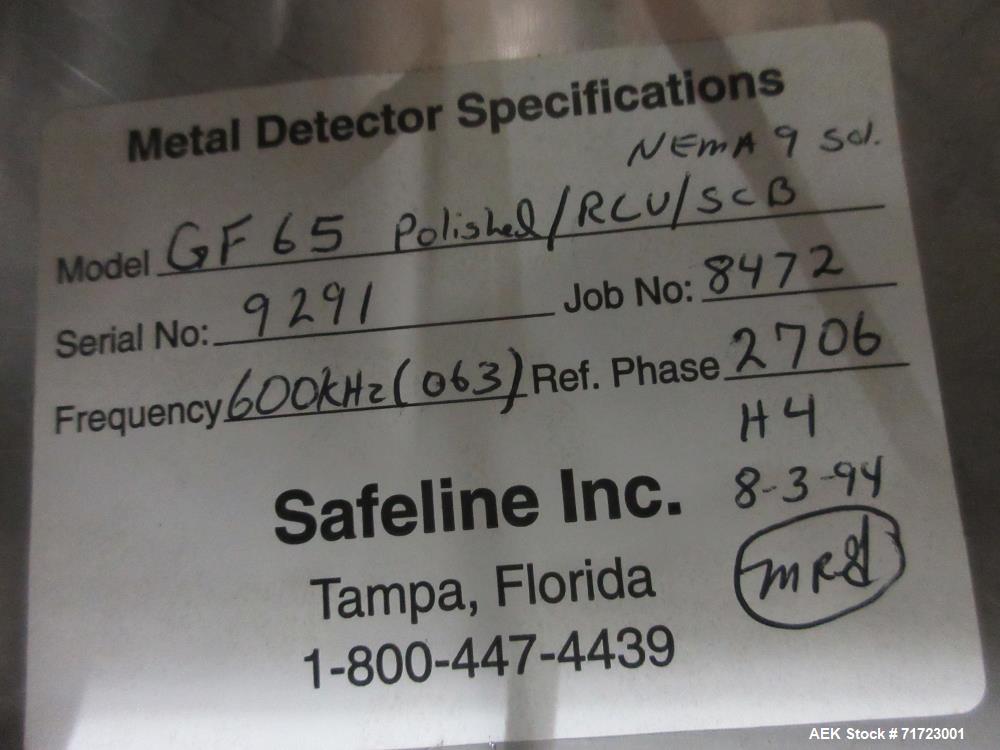 Metal Detector Specifications
NEMA 9 Sol.
Model GF 65 Polished/RCU/SCB
Serial No: 9291 Job No: 8472
Frequency 600kHz (063) Ref. Phase 2706
H4
Safeline Inc. 8-3-94
Tampa, Florida
1-800-447-4439
AEK Stock # 71723001